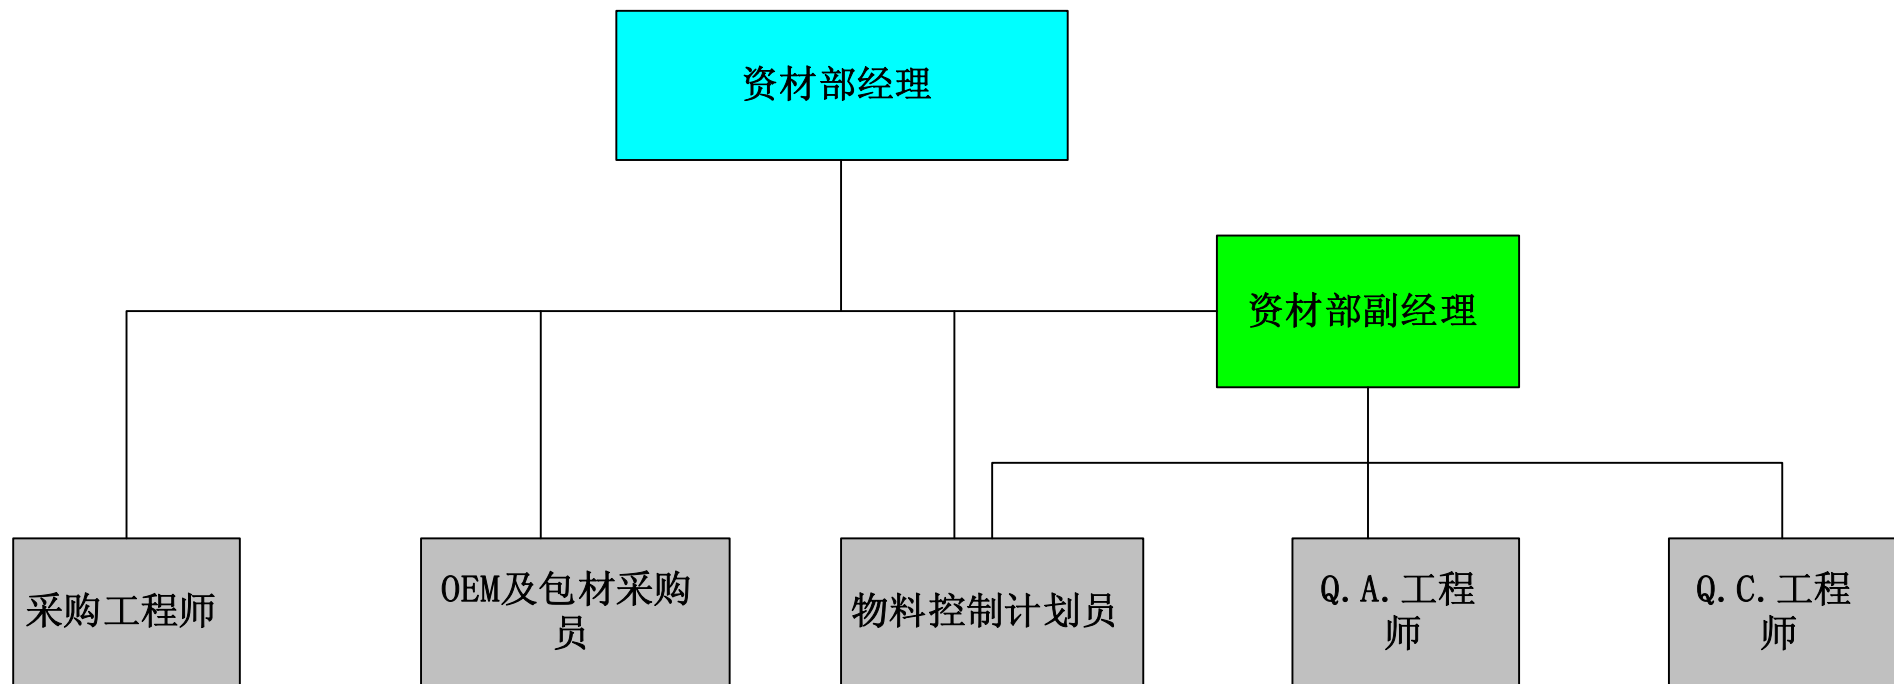 资材部经理
资材部副经理
采购工程师
OEM及包材采购
员
物料控制计划员
Q.A.工程
师
Q.C.工程
师